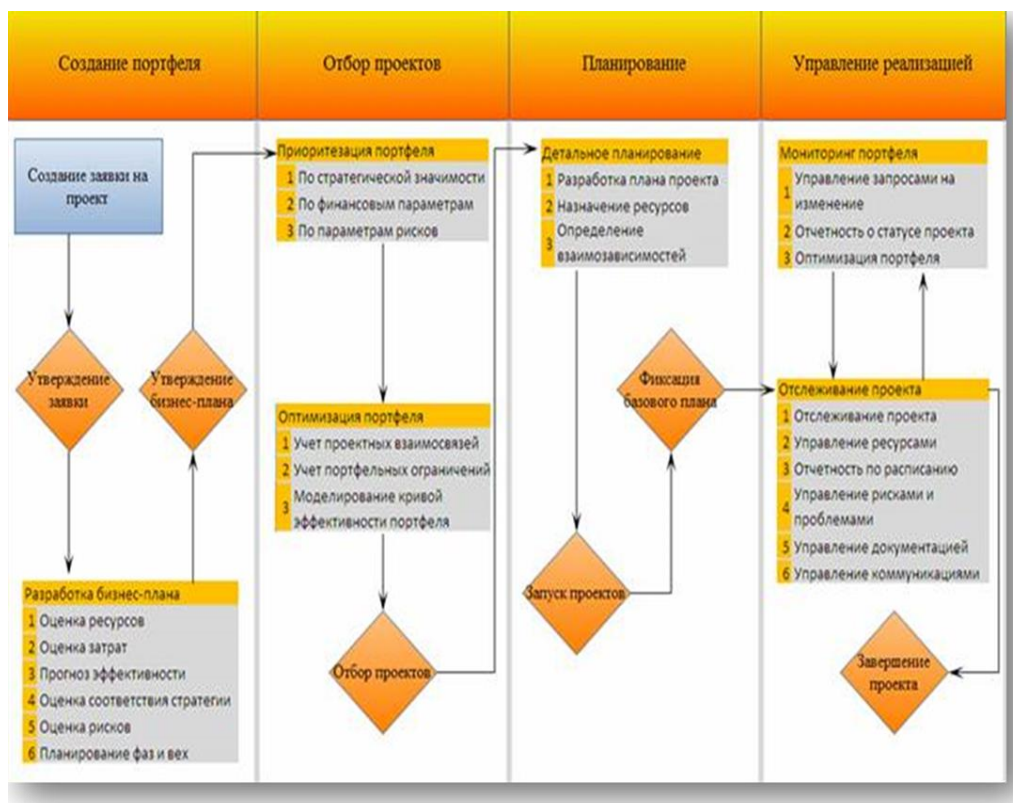 Создание портфеля
Отбор проектов
Планирование
Управление реализацией
Создание заявки на
проект
Утверждение
заявки
Утверждение
бизнес-плана
Разработка бизнес-плана
1 Оценка ресурсов
2 Оценка затрат
3 Прогноз эффективности
4 Оценка соответствия стратегии
5 Оценка рисков
6 Планирование фаз и вех
Приоритезация портфеля
1 По стратегической значимости
2 По финансовым параметрам
3 По параметрам рисков
Оптимизация портфеля
1 Учет проектных взаимосвязей
2 Учет портфельных ограничений
3 Моделирование кривой
эффективности портфеля
Отбор проектов
Детальное планирование
1 Разработка плана проекта
2 Назначение ресурсов
3 Определение
взаимозависимостей
Фиксация
базового плана
Запуск проектов
Мониторинг портфеля
1 Управление запросами на
изменение
2 Отчетность о статусе проекта
3 Оптимизация портфеля
Отслеживание проекта
1 Отслеживание проекта
2 Управление ресурсами
3 Отчетность по расписанию
4 Управление рисками и
проблемами
5 Управление документацией
6 Управление коммуникациями
Завершение
проекта